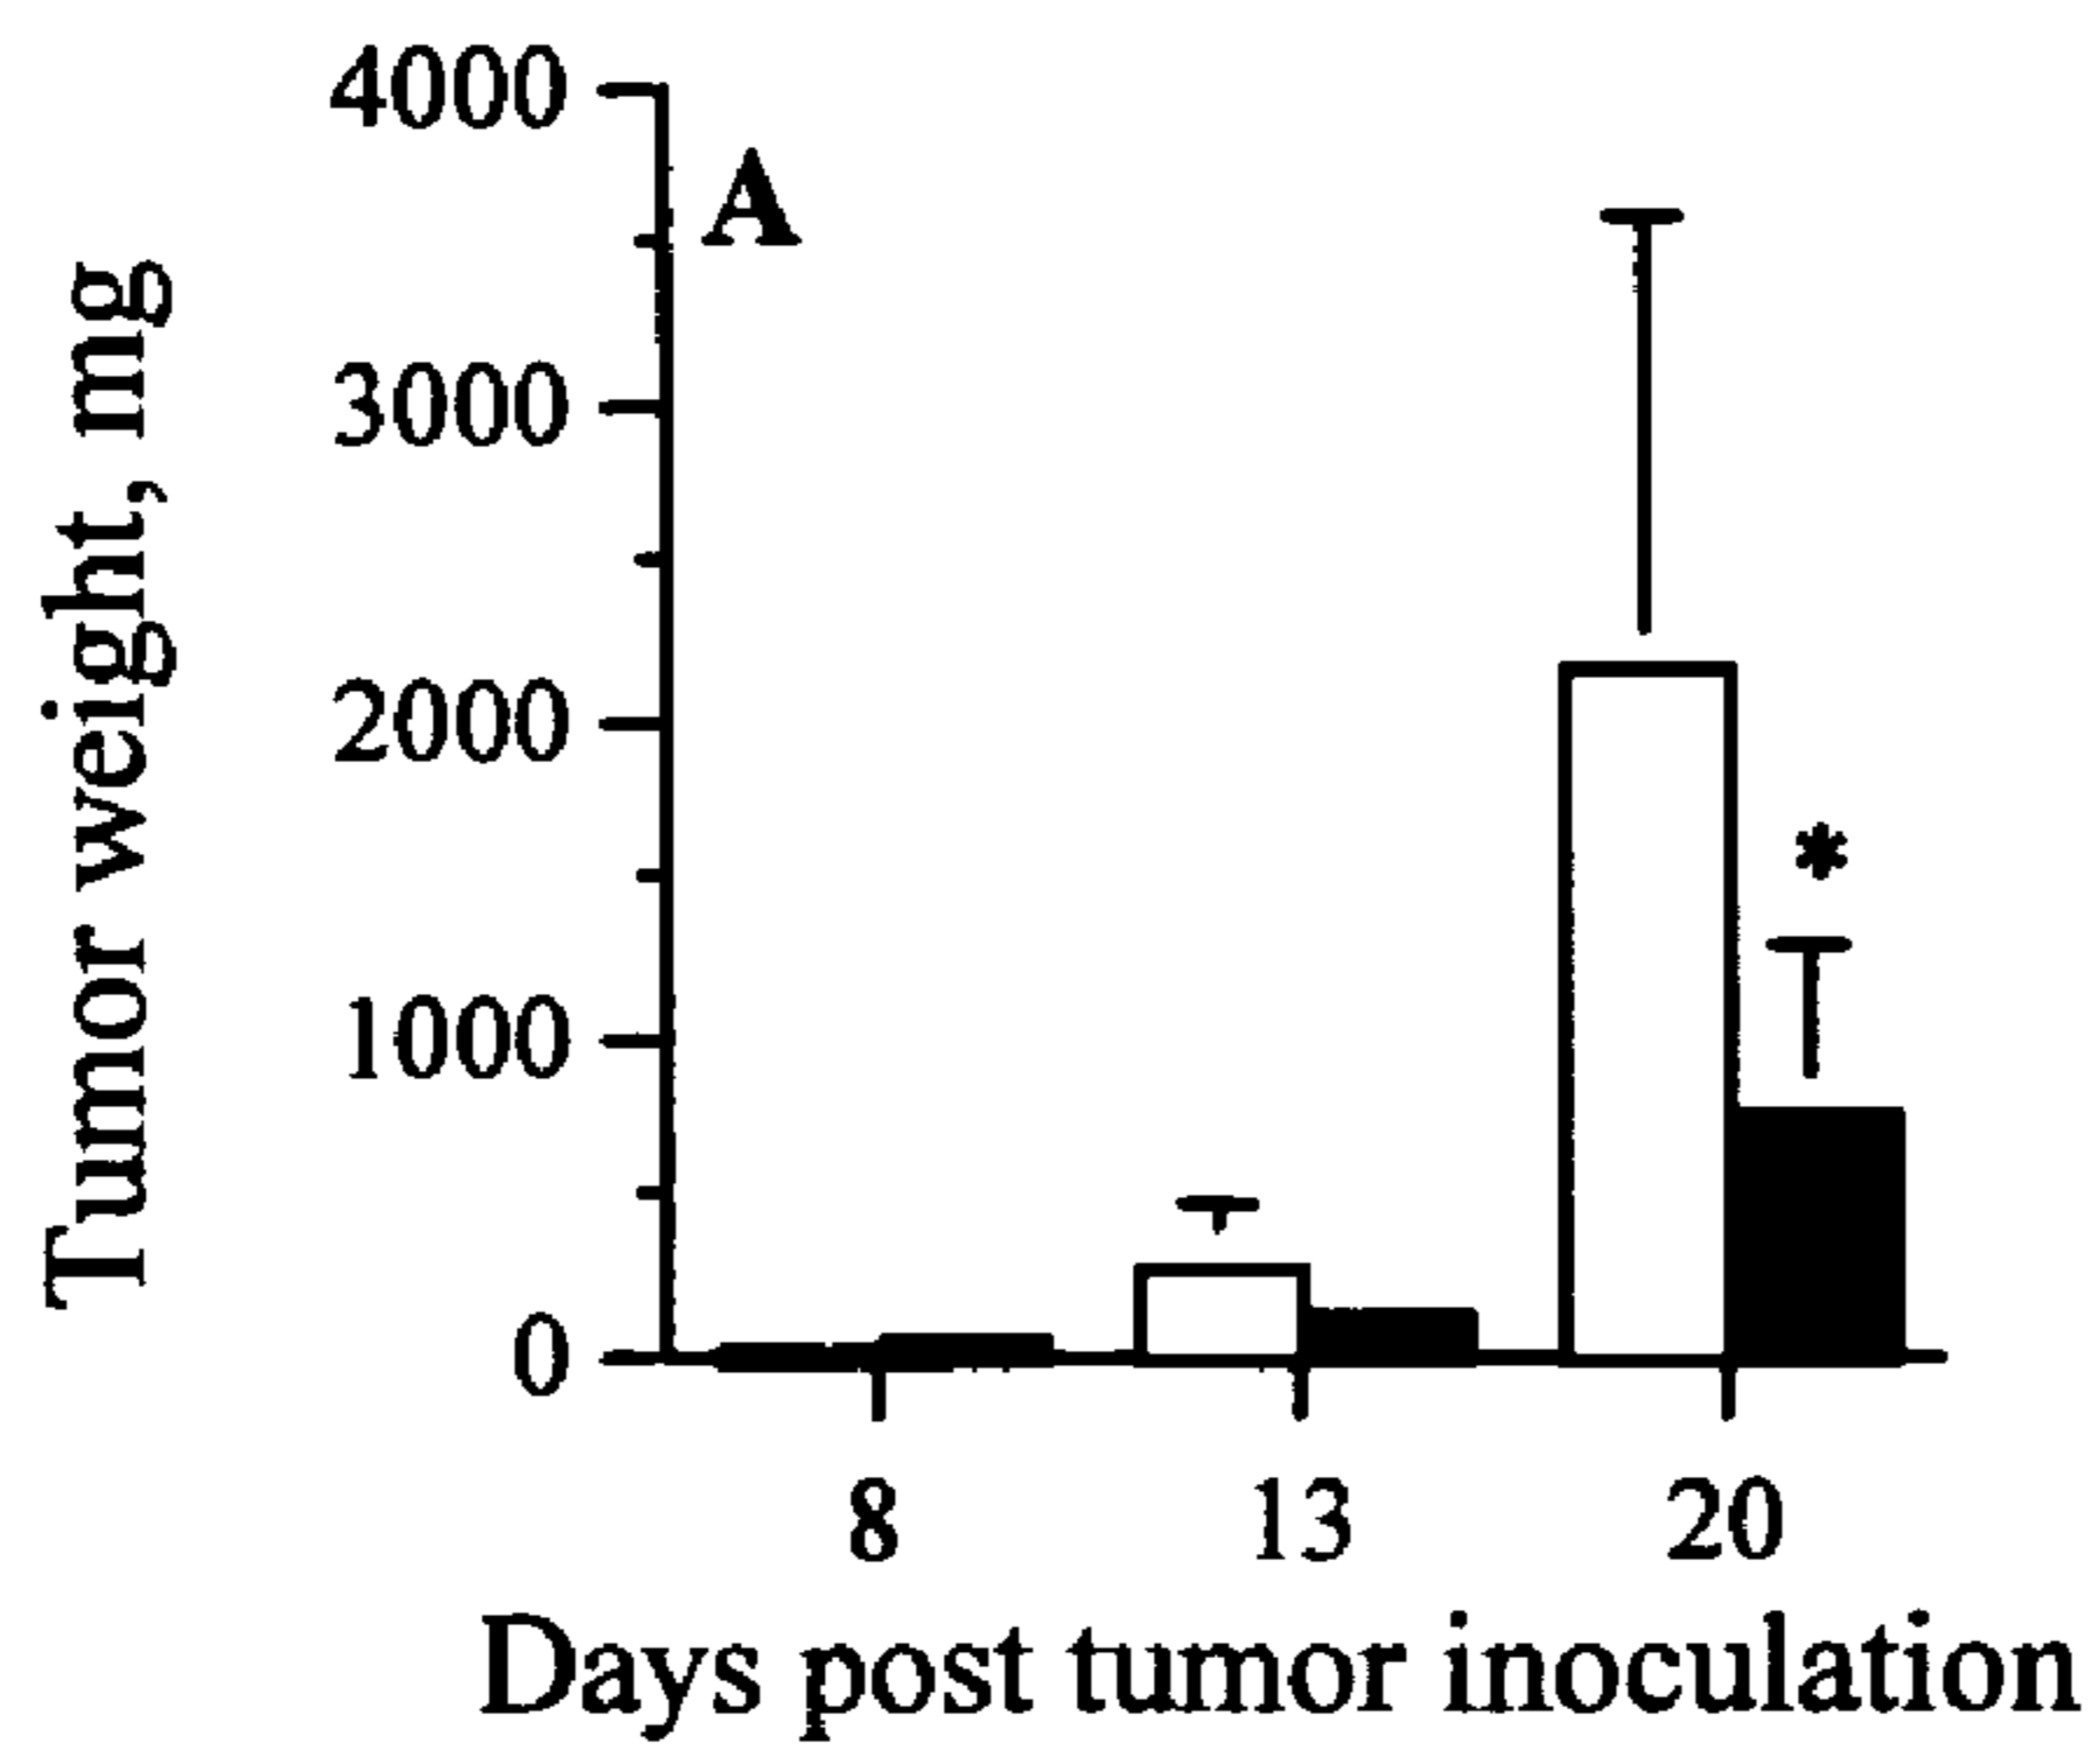 4000
A
3000
2000
1000
0
Tumor weight, mg
*
8 13 20
Days post tumor inoculation